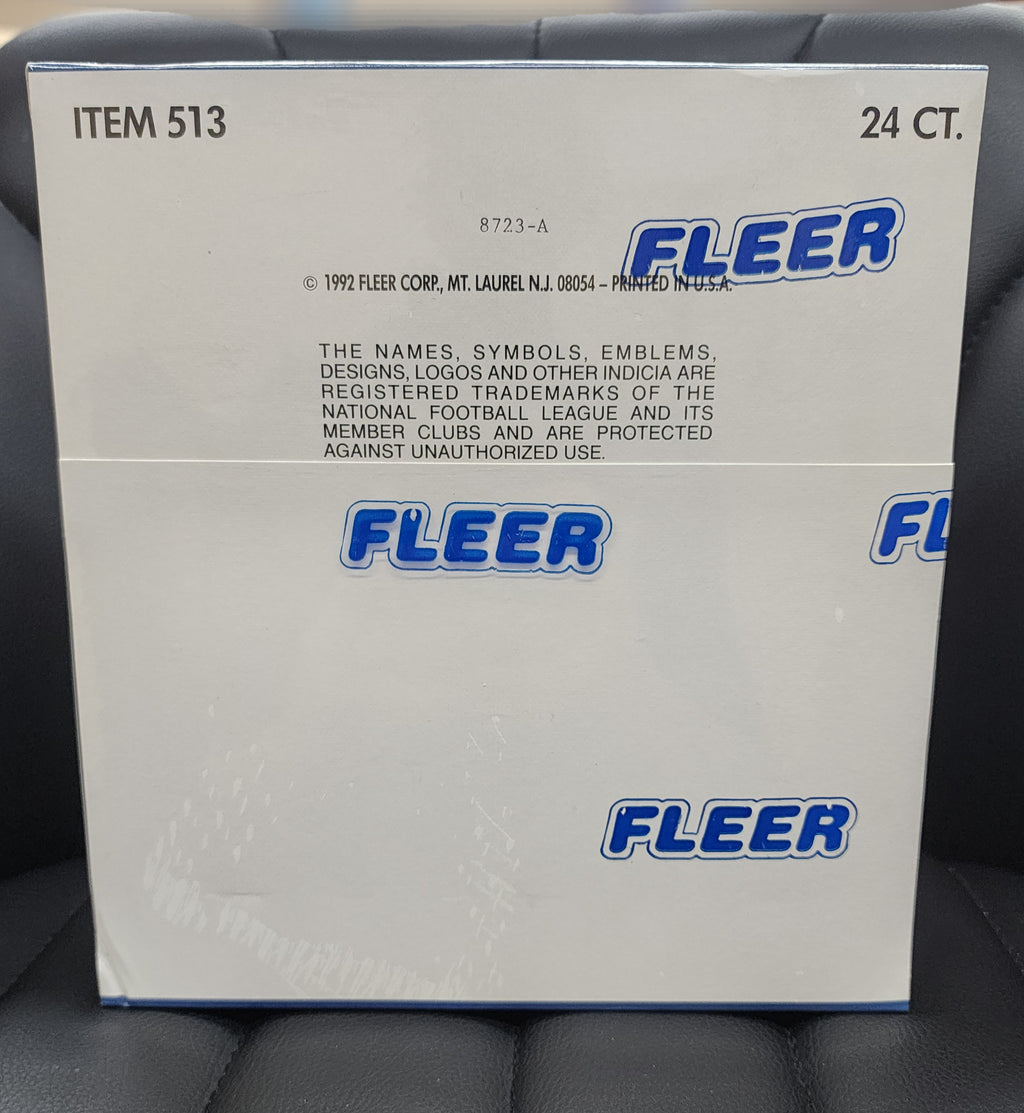 ITEM 513
24 CT.
8723-A
FLEER
© 1992 FLEER CORP., MT. LAUREL N.J. 08054 – PRINTED IN U.S.A.
THE NAMES, SYMBOLS, EMBLEMS,
DESIGNS, LOGOS AND OTHER INDICIA ARE
REGISTERED TRADEMARKS OF THE
NATIONAL FOOTBALL LEAGUE AND ITS
MEMBER CLUBS AND ARE PROTECTED
AGAINST UNAUTHORIZED USE.
FLEER
FL
FLEER